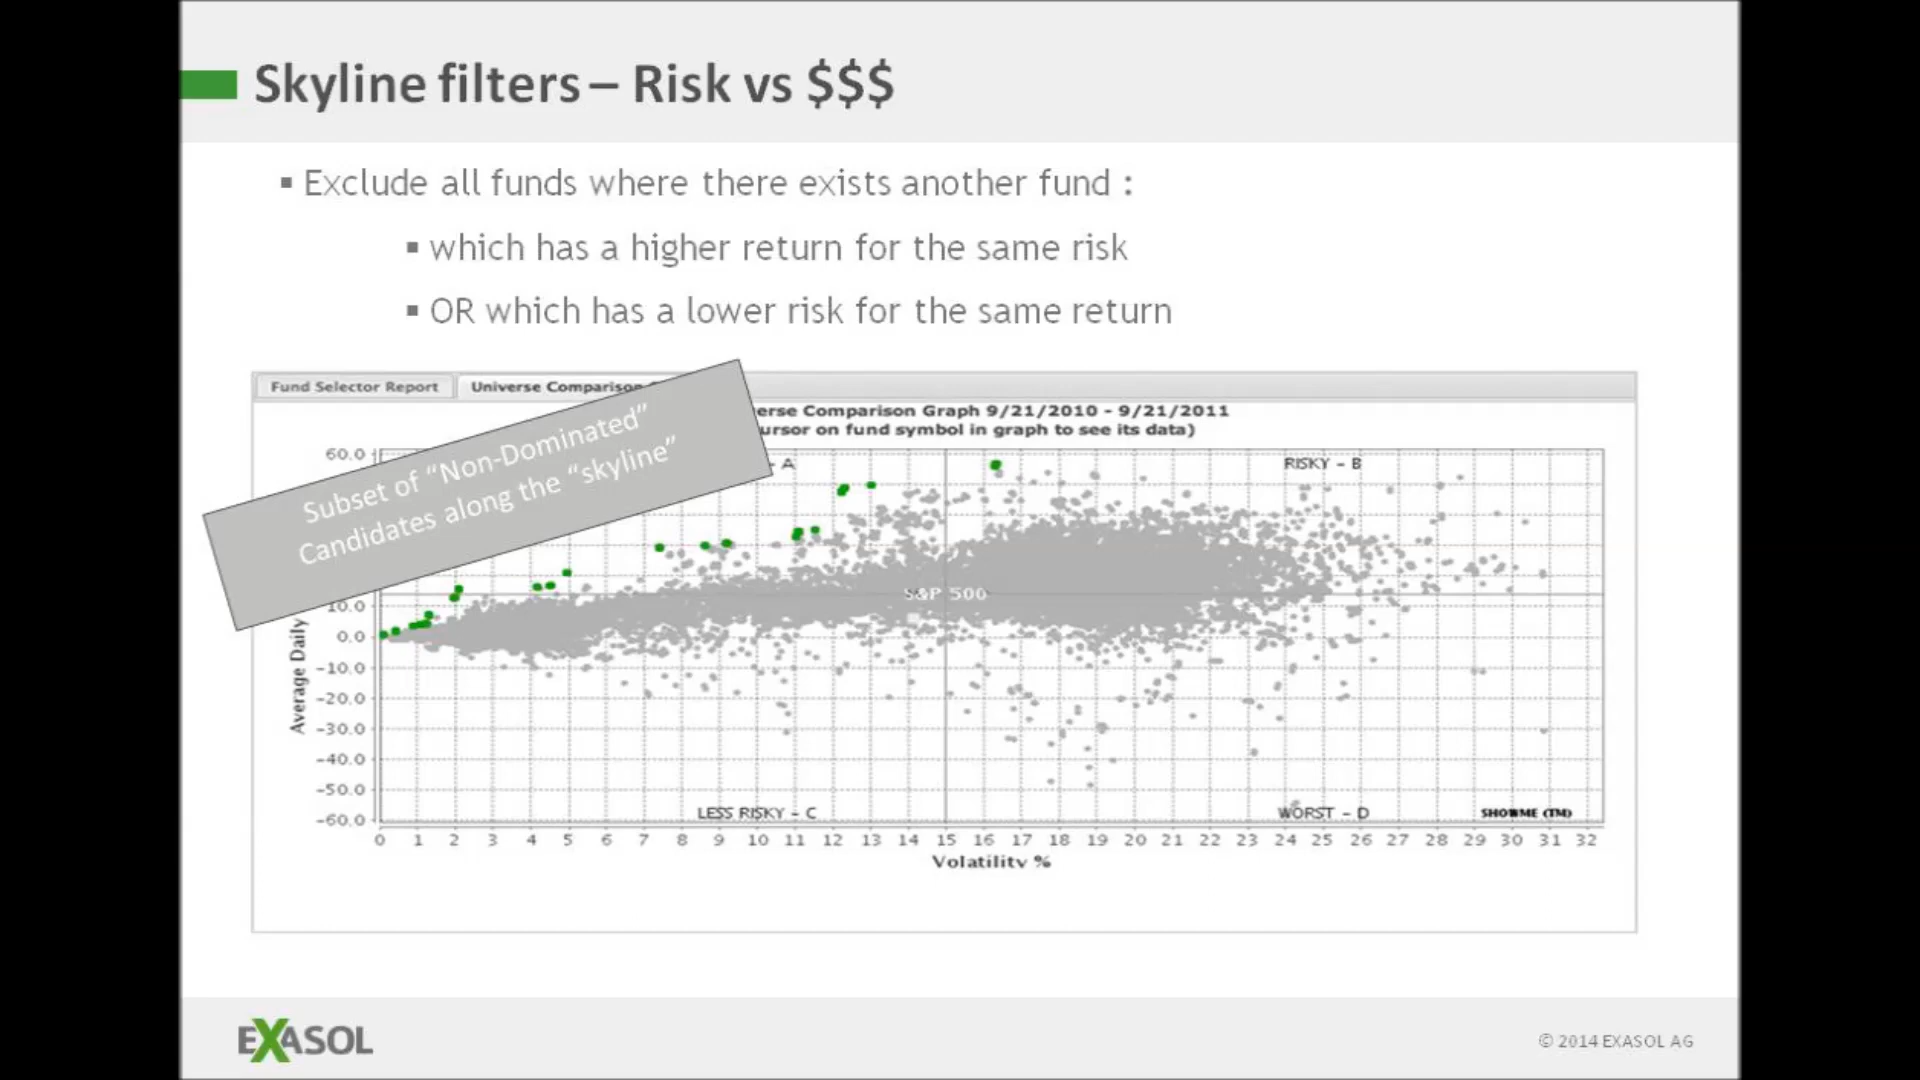 Skyline filters – Risk vs $$$
▪ Exclude all funds where there exists another fund :
▪ which has a higher return for the same risk
▪ OR which has a lower risk for the same return
Fund Selector Report
Universe Comparison
Subset of “Non-Dominated”
Candidates along the “skyline”
erse Comparison Graph 9/21/2010 - 9/21/2011
ursor on fund symbol in graph to see its data)
A
RISKY - B
60.0
S&P 500
10.0
0.0
-10.0
-20.0
-30.0
-40.0
-50.0
-60.0
Average Daily
LESS RISKY - C
WORST - D
SHOWME (TM)
0 1 2 3 4 5 6 7 8 9 10 11 12 13 14 15 16 17 18 19 20 21 22 23 24 25 26 27 28 29 30 31 32
Volatility %
EXASOL
© 2014 EXASOL AG